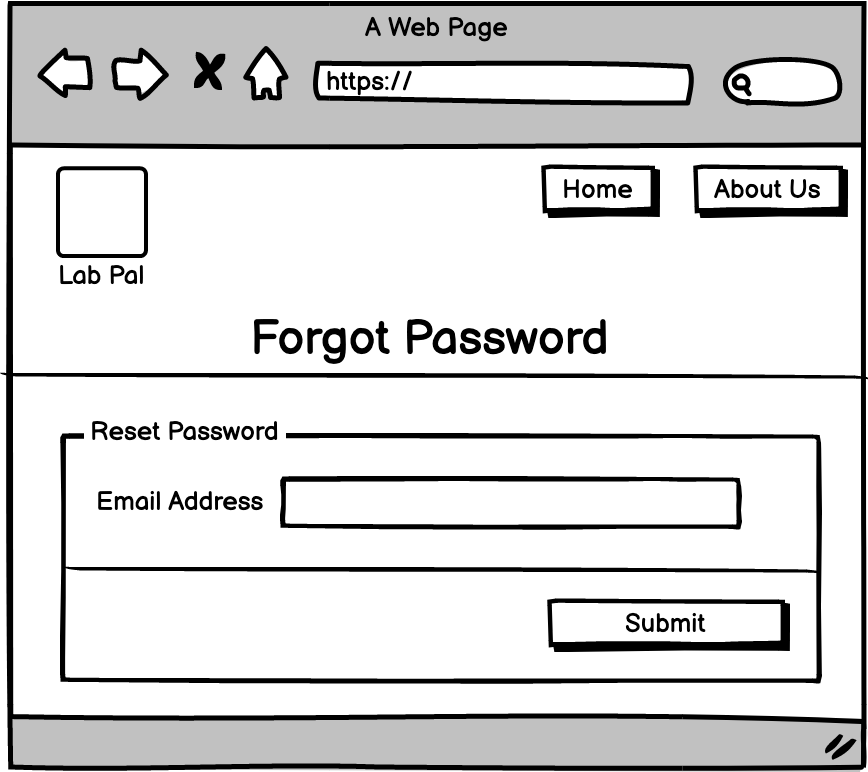 A Web Page
https://
Home
About Us
Lab Pal
Forgot Password
Reset Password
Email Address
Submit